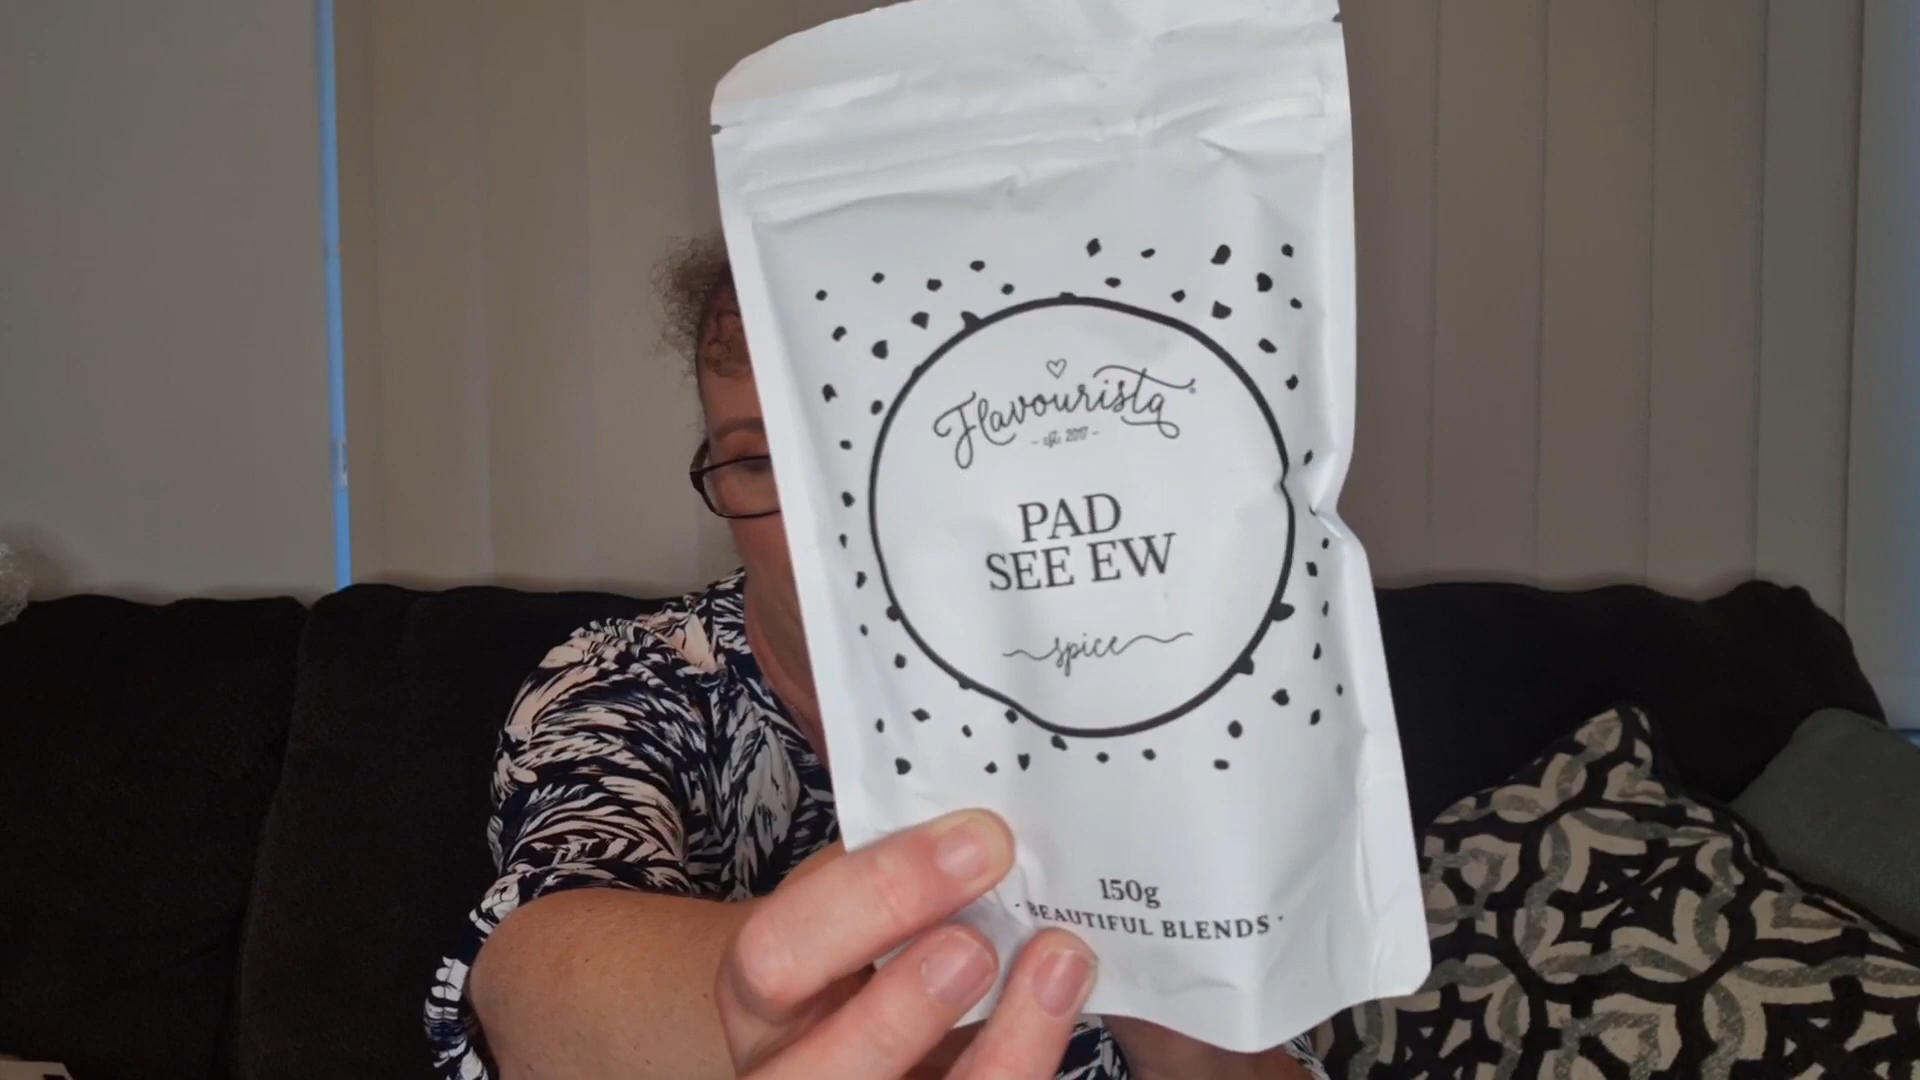 Flavourista
- est. 2017 -
PAD
SEE EW
spice
150g
· BEAUTIFUL BLENDS ·